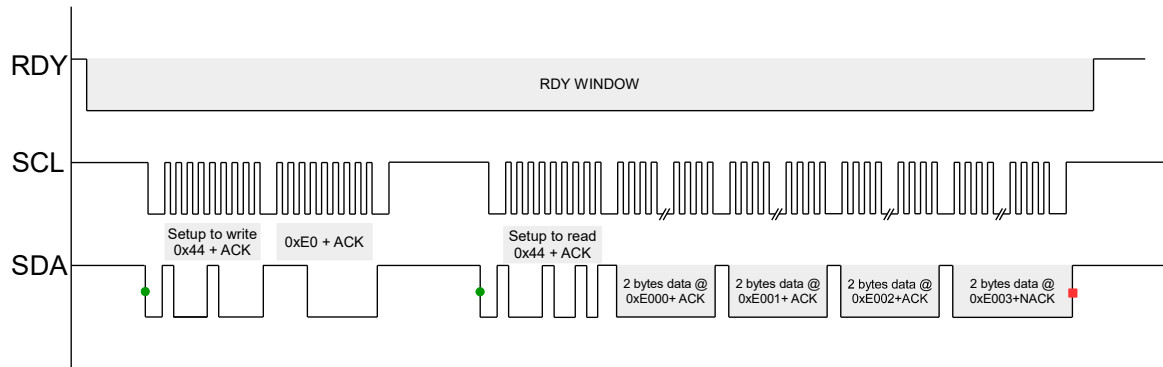 RDY
RDY WINDOW
SCL
Setup to write
0x44 + ACK
0xE0 + ACK
Setup to read
0x44 + ACK
SDA
2 bytes data @
0xE000+ ACK
2 bytes data @
0xE001+ ACK
2 bytes data @
0xE002+ACK
2 bytes data @
0xE003+NACK